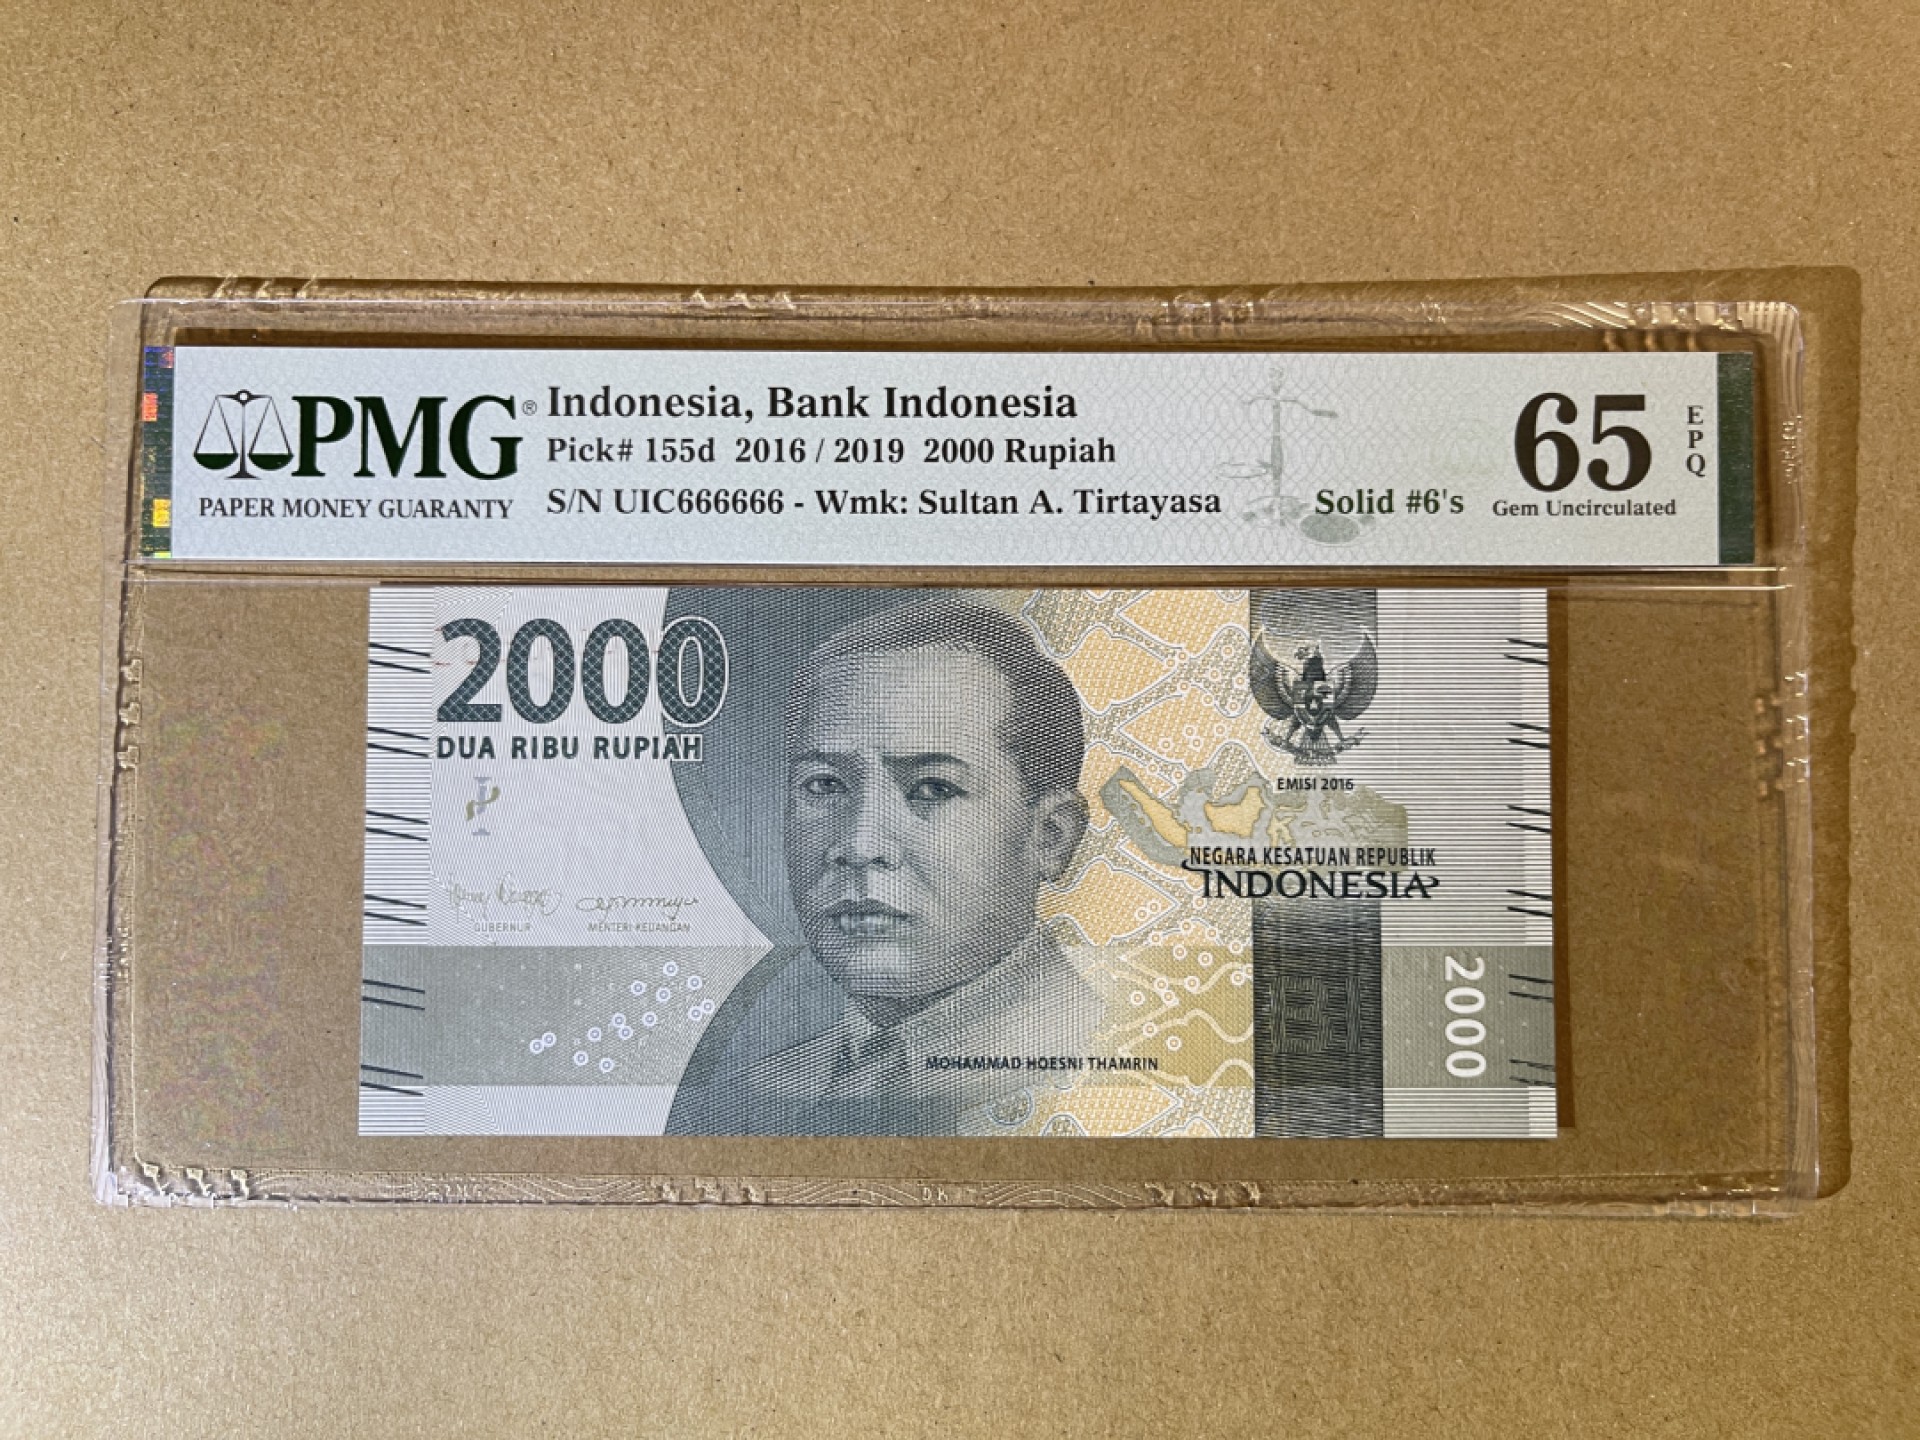 PMG®
PAPER MONEY GUARANTY
Indonesia, Bank Indonesia
Pick# 155d 2016 / 2019 2000 Rupiah
S/N UIC666666 - Wmk: Sultan A. Tirtayasa
Solid #6's
65
EPQ
Gem Uncirculated
2000
DUA RIBU RUPIAH
GUBERNUR
MENTERI KEUANGAN
EMISI 2016
NEGARA KESATUAN REPUBLIK
INDONESIA
2000
MOHAMMAD HOESNI THAMRIN